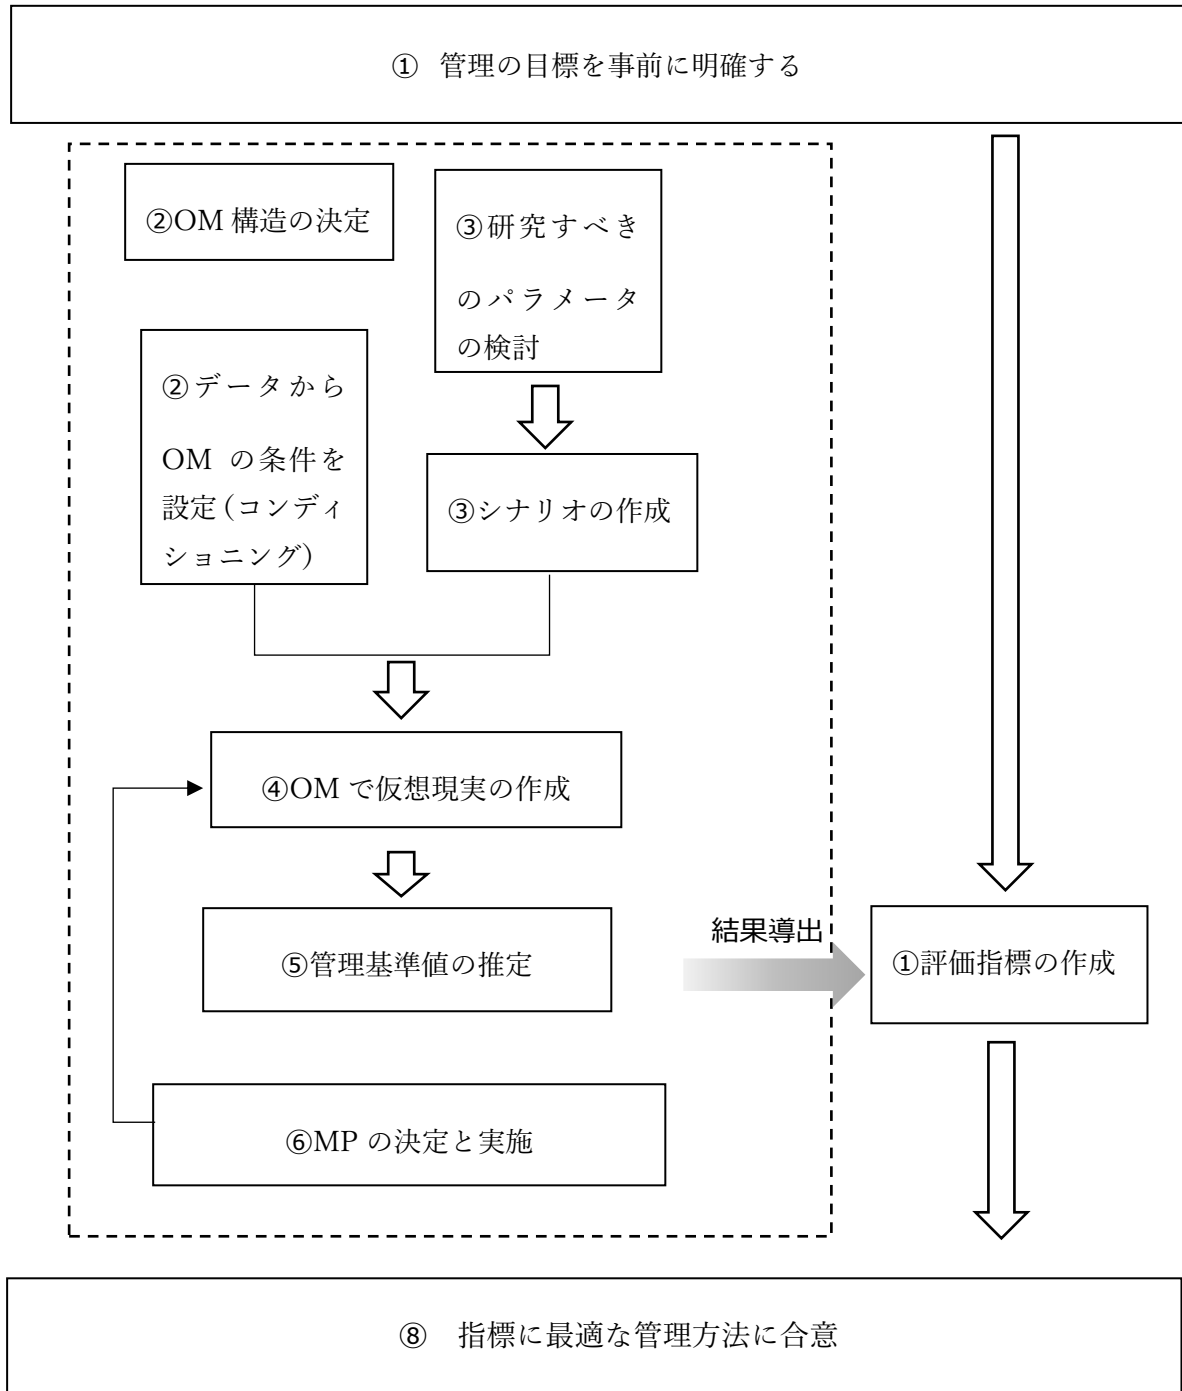 ① 管理の目標を事前に明確する
②OM 構造の決定
③研究すべき
のパラメータ
の検討
②データから
OM の条件を
設定(コンディ
ショニング)
③シナリオの作成
④OM で仮想現実の作成
⑤管理基準値の推定
結果導出
①評価指標の作成
⑥MP の決定と実施
⑧ 指標に最適な管理方法に合意